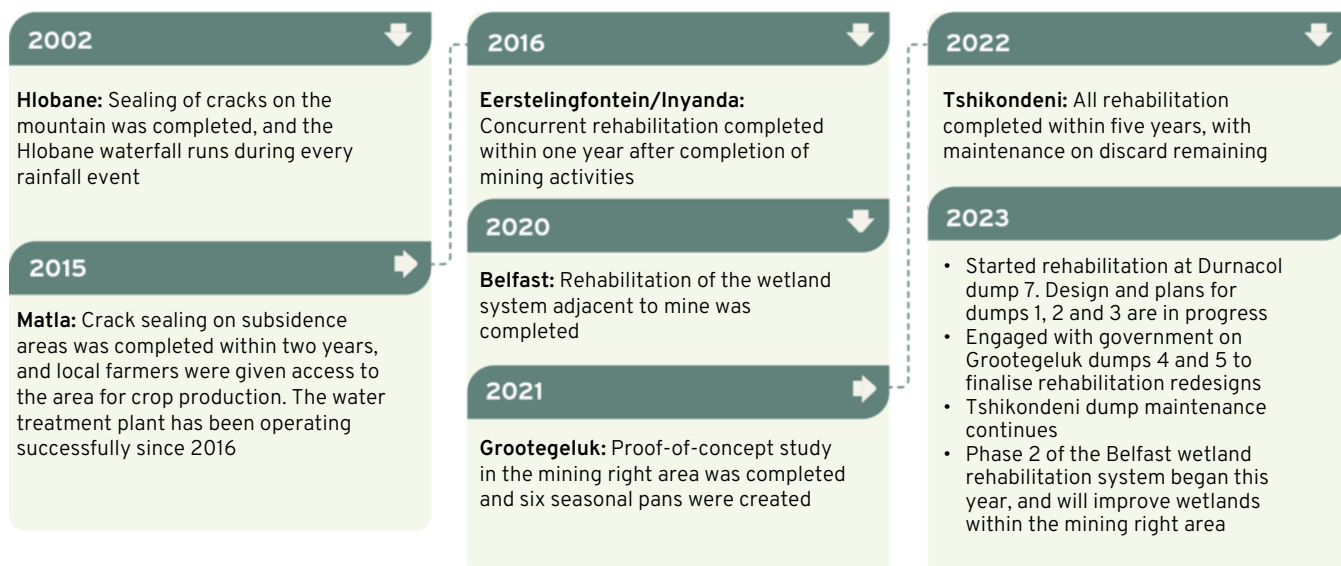 2002
Hlobane: Sealing of cracks on the
mountain was completed, and the
Hlobane waterfall runs during every
rainfall event
2015
Matla: Crack sealing on subsidence
areas was completed within two years,
and local farmers were given access to
the area for crop production. The water
treatment plant has been operating
successfully since 2016
2016
Eerstelingfontein/Inyanda:
Concurrent rehabilitation completed
within one year after completion of
mining activities
2020
Belfast: Rehabilitation of the wetland
system adjacent to mine was
completed
2021
Grootegeluk: Proof-of-concept study
in the mining right area was completed
and six seasonal pans were created
2022
Tshikondeni: All rehabilitation
completed within five years, with
maintenance on discard remaining
2023
• Started rehabilitation at Durnacol
dump 7. Design and plans for
dumps 1, 2 and 3 are in progress
• Engaged with government on
Grootegeluk dumps 4 and 5 to
finalise rehabilitation redesigns
• Tshikondeni dump maintenance
continues
• Phase 2 of the Belfast wetland
rehabilitation system began this
year, and will improve wetlands
within the mining right area